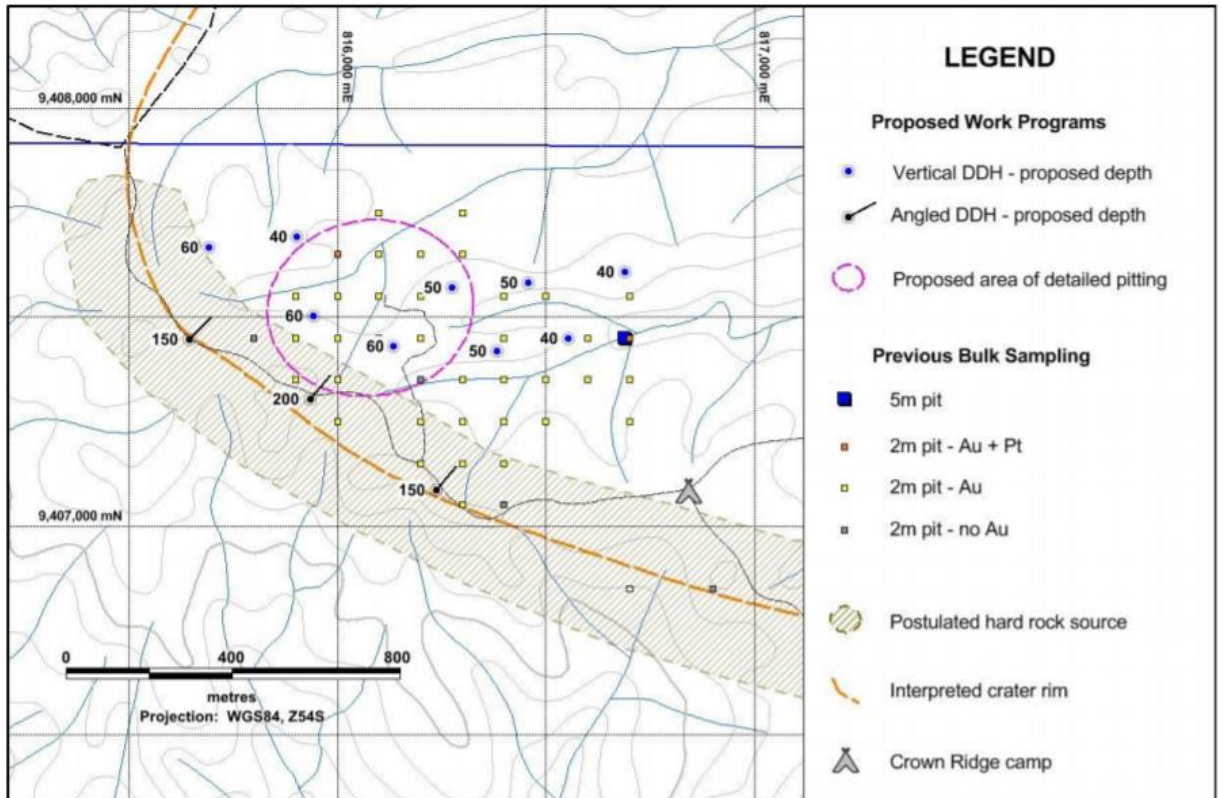 816,000 mE
817,000 mE
9,408,000 mN
60
40
50
50
40
60
150
60
50
40
200
150
9,407,000 mN
0 400 800
metres
Projection: WGS84, Z54S
LEGEND
Proposed Work Programs
Vertical DDH - proposed depth
Angled DDH - proposed depth
Proposed area of detailed pitting
Previous Bulk Sampling
5m pit
2m pit - Au + Pt
2m pit - Au
2m pit - no Au
Postulated hard rock source
Interpreted crater rim
Crown Ridge camp